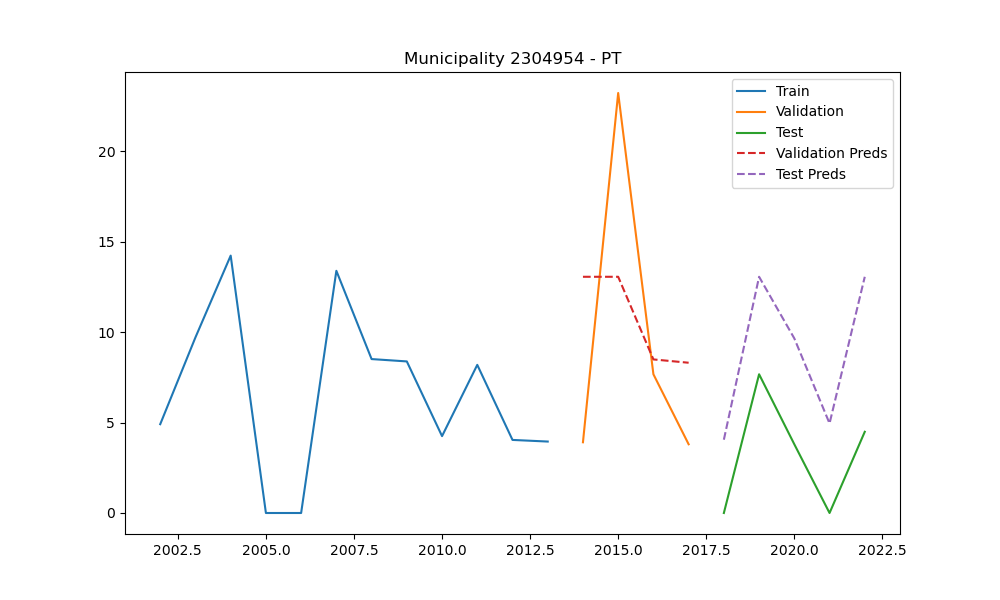 Municipality 2304954 - PT
Train
Validation
Test
Validation Preds
Test Preds
20
15
10
5
0
2002.5 2005.0 2007.5 2010.0 2012.5 2015.0 2017.5 2020.0 2022.5